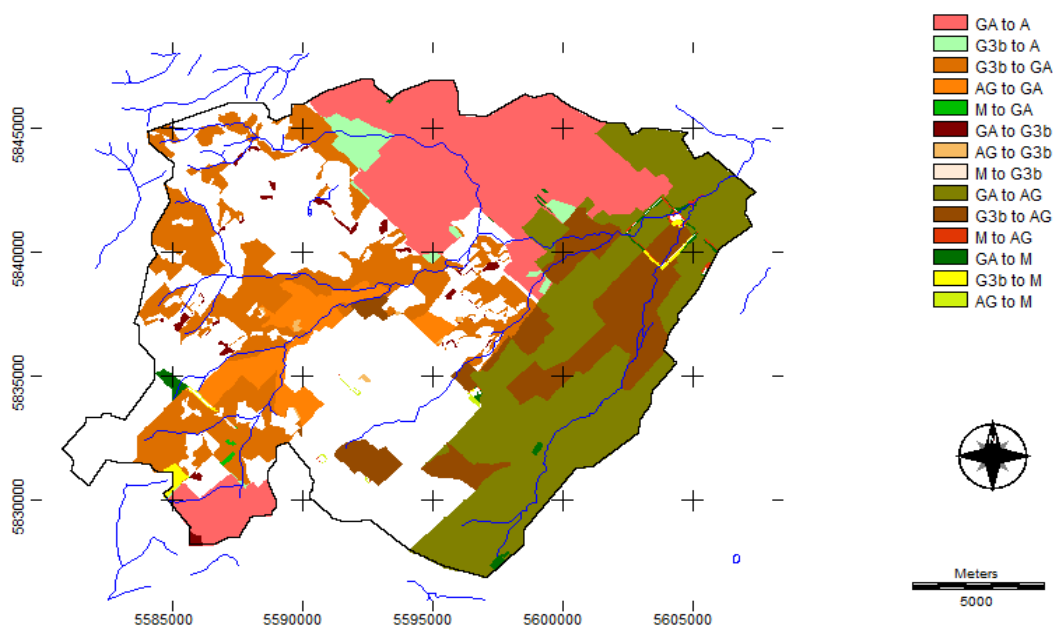 GA to A
G3b to A
G3b to GA
AG to GA
M to GA
GA to G3b
AG to G3b
M to G3b
GA to AG
G3b to AG
M to AG
GA to M
G3b to M
AG to M
5845000
5840000
5835000
5830000
N
Meters
5000
5585000 5590000 5595000 5600000 5605000